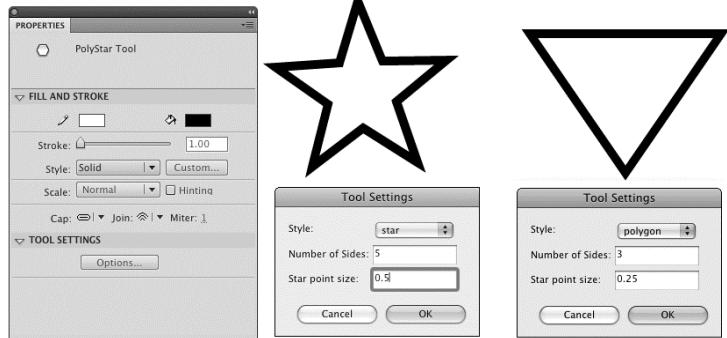 PROPERTIES
PolyStar Tool
FILL AND STROKE
Stroke: 1.00
Style: Solid Custom...
Scale: Normal Hinting
Cap: Join: Miter: 1
TOOL SETTINGS
Options...
Tool Settings
Style: star
Number of Sides: 5
Star point size: 0.5
Cancel OK
Tool Settings
Style: polygon
Number of Sides: 3
Star point size: 0.25
Cancel OK